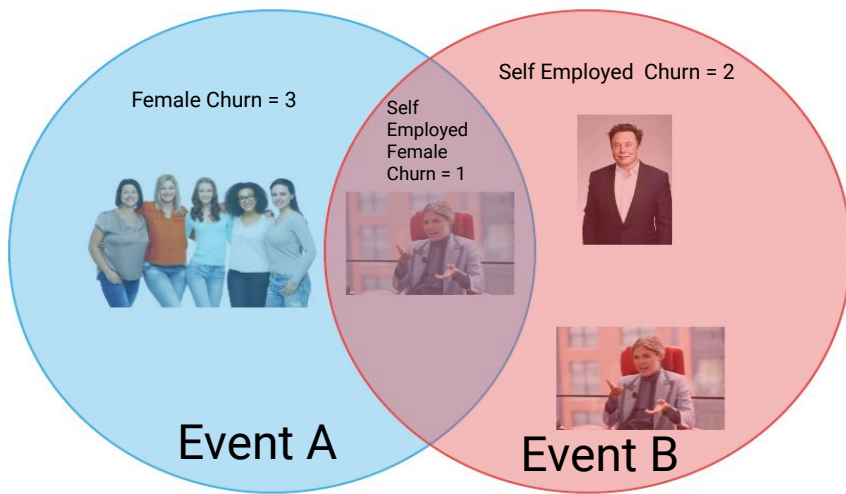 Female Churn = 3
Self
Employed
Female
Churn = 1
Self Employed Churn = 2
Event A
Event B